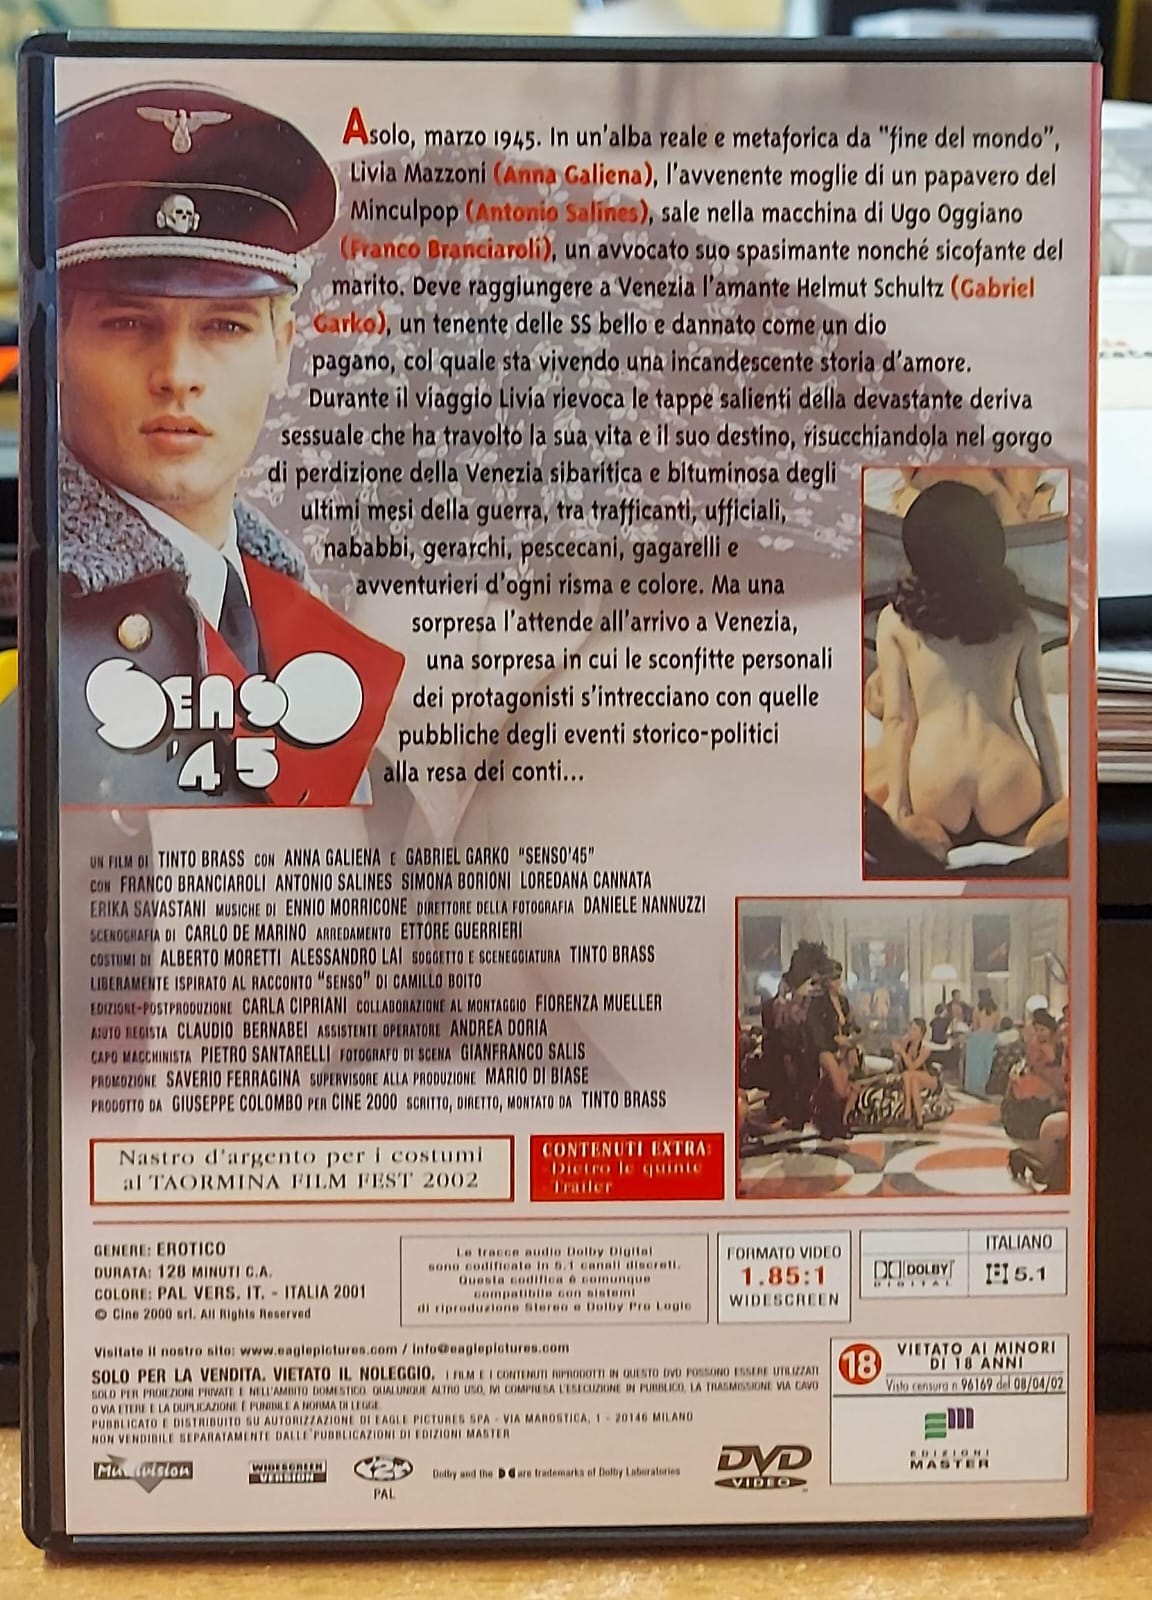 Asolo, marzo 1945. In un'alba reale e metaforica da "fine del mondo",
Livia Mazzoni (Anna Galiena), l'avvenente moglie di un papavero del
Minculpop (Antonio Salines), sale nella macchina di Ugo Oggiano
(Franco Branciaroli), un avvocato suo spasimante nonché sicofante del
marito. Deve raggiungere a Venezia l'amante Helmut Schultz (Gabriel
Garko), un tenente delle SS bello e dannato come un dio
pagano, col quale sta vivendo una incandescente storia d'amore.
Durante il viaggio Livia rievoca le tappe salienti della devastante deriva
sessuale che ha travolto la sua vita e il suo destino, risucchiandola nel gorgo
di perdizione della Venezia sibaritica e bituminosa degli
ultimi mesi della guerra, tra trafficanti, ufficiali,
nababbi, gerarchi, pescecani, gagarelli e
avventurieri d'ogni risma e colore. Ma una
sorpresa l'attende all'arrivo a Venezia,
una sorpresa in cui le sconfitte personali
dei protagonisti s'intrecciano con quelle
pubbliche degli eventi storico-politici
alla resa dei conti...
SENSO
'45
UN FILM DI TINTO BRASS CON ANNA GALIENA E GABRIEL GARKO "SENSO'45"
CON FRANCO BRANCIAROLI ANTONIO SALINES SIMONA BORIONI LOREDANA CANNATA
ERIKA SAVASTANI MUSICHE DI ENNIO MORRICONE DIRETTORE DELLA FOTOGRAFIA DANIELE NANNUZZI
SCENOGRAFIA DI CARLO DE MARINO ARREDAMENTO ETTORE GUERRIERI
COSTUMI DI ALBERTO MORETTI ALESSANDRO LAI SOGGETTO E SCENEGGIATURA TINTO BRASS
LIBERAMENTE ISPIRATO AL RACCONTO "SENSO" DI CAMILLO BOITO
EDIZIONE-POSTPRODUZIONE CARLA CIPRIANI COLLABORAZIONE AL MONTAGGIO FIORENZA MUELLER
AIUTO REGISTA CLAUDIO BERNABEI ASSISTENTE OPERATORE ANDREA DORIA
CAPO MACCHINISTA PIETRO SANTARELLI FOTOGRAFO DI SCENA GIANFRANCO SALIS
PROMOZIONE SAVERIO FERRAGINA SUPERVISORE ALLA PRODUZIONE MARIO DI BIASE
PRODOTTO DA GIUSEPPE COLOMBO PER CINE 2000 SCRITTO, DIRETTO, MONTATO DA TINTO BRASS
Nastro d'argento per i costumi
al TAORMINA FILM FEST 2002
CONTENUTI EXTRA:
-Dietro le quinte
-Trailer
GENERE: EROTICO
DURATA: 128 MINUTI C.A.
COLORE: PAL VERS. IT. - ITALIA 2001
© Cine 2000 srl. All Rights Reserved
Le tracce audio Dolby Digital
sono codificate in 5.1 canali discreti.
Questa codifica è comunque
compatibile con sistemi
di riproduzione Stereo e Dolby Pro Logic
FORMATO VIDEO
1.85:1
WIDESCREEN
ITALIANO
DOLBY
DIGITAL
5.1
Visitate il nostro sito: www.eaglepictures.com / info@eaglepictures.com
SOLO PER LA VENDITA. VIETATO IL NOLEGGIO. I FILM E I CONTENUTI RIPRODOTTI IN QUESTO DVD POSSONO ESSERE UTILIZZATI
SOLO PER PROIEZIONI PRIVATE E NELL'AMBITO DOMESTICO. QUALUNQUE ALTRO USO, IVI COMPRESA L'ESECUZIONE IN PUBBLICO, LA TRASMISSIONE VIA CAVO
O VIA ETERE E LA DUPLICAZIONE È PUNIBILE A NORMA DI LEGGE.
PUBBLICATO E DISTRIBUITO SU AUTORIZZAZIONE DI EAGLE PICTURES SPA - VIA MAROSTICA, 1 - 20146 MILANO
NON VENDIBILE SEPARATAMENTE DALLE PUBBLICAZIONI DI EDIZIONI MASTER
18
VIETATO AI MINORI
DI 18 ANNI
Visto censura n 96169 del 08/04/02
EDIZIONI
MASTER
Multivision
WIDESCREEN
VERSION
2
PAL
Dolby and the DD are trademarks of Dolby Laboratories
DVD
VIDEO